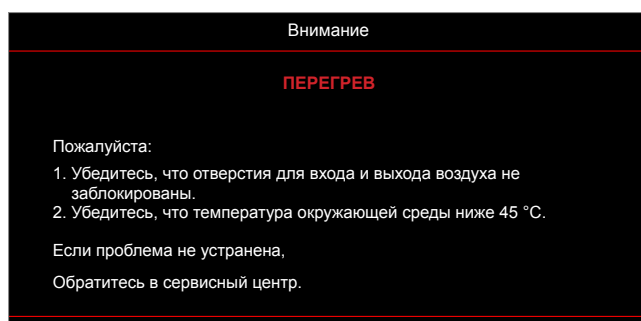 Внимание
ПЕРЕГРЕВ
Пожалуйста:
1. Убедитесь, что отверстия для входа и выхода воздуха не
заблокированы.
2. Убедитесь, что температура окружающей среды ниже 45 °C.
Если проблема не устранена,
Обратитесь в сервисный центр.